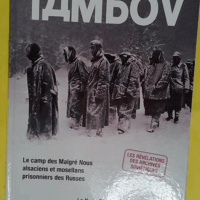 TAMBOV
Le camp des Malgré Nous
alsaciens et mosellans
prisonniers des Russes
LES RÉVÉLATIONS
DES ARCHIVES
SOVIÉTIQUES